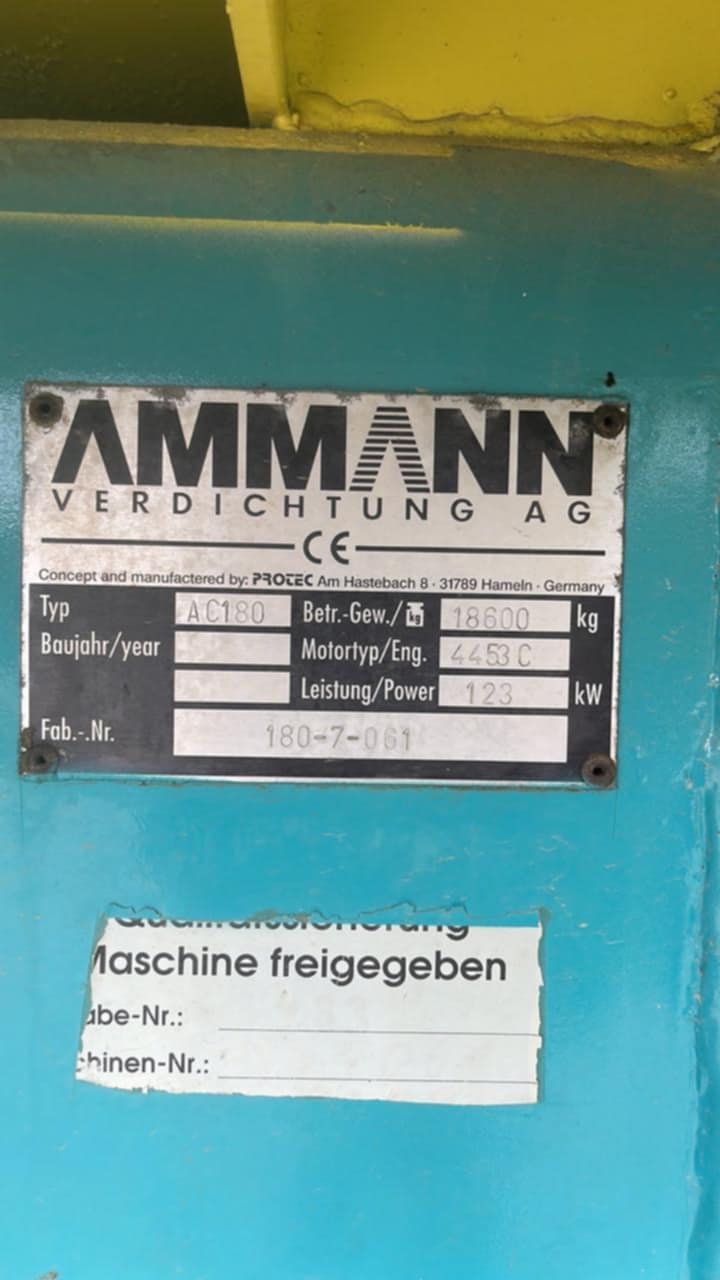 AMMANN
VERDICHTUNG AG
CE
Concept and manufactered by: PROTEC Am Hastebach 8 · 31789 Hameln · Germany
Typ AC180 Betr.-Gew./kg 18600 kg
Baujahr/year Motortyp/Eng. 4453C
Leistung/Power 123 kW
Fab.-.Nr. 180-7-061
Maschine freigegeben
abe-Nr.:
chinen-Nr.: